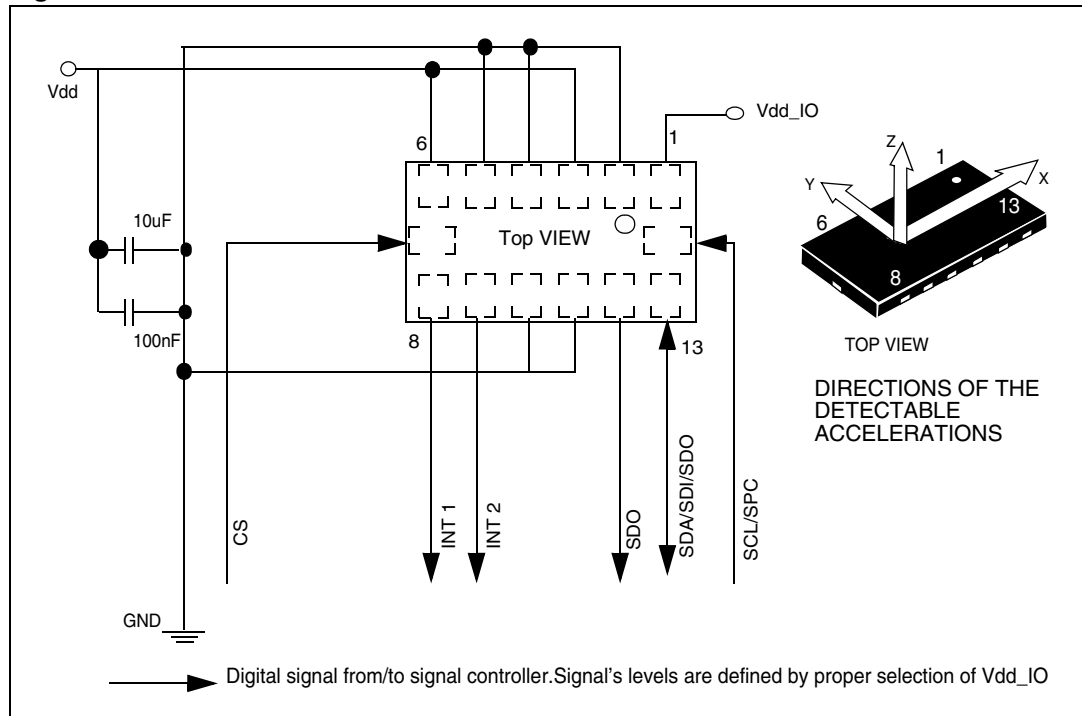 Vdd
Vdd_IO
6
1
10uF
100nF
Top VIEW
8
13
CS
INT 1
INT 2
SDO
SDA/SDI/SDO
SCL/SPC
GND
Z
Y
X
1
6
13
8
TOP VIEW
DIRECTIONS OF THE
DETECTABLE
ACCELERATIONS
Digital signal from/to signal controller.Signal's levels are defined by proper selection of Vdd_IO